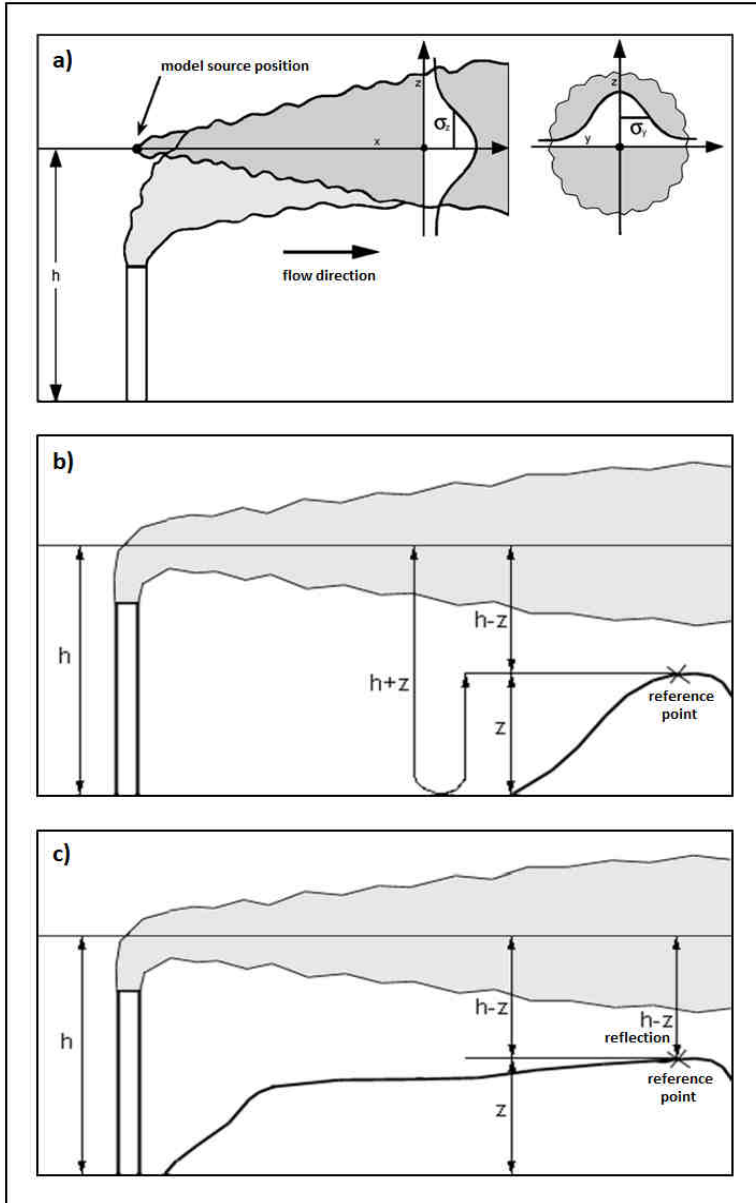 a)
model source position
z
σz
x
z
σY
y
h
flow direction
b)
h
h+z
h-z
z
reference
point
c)
h
h-z
h-z
reflection
reference
point
z